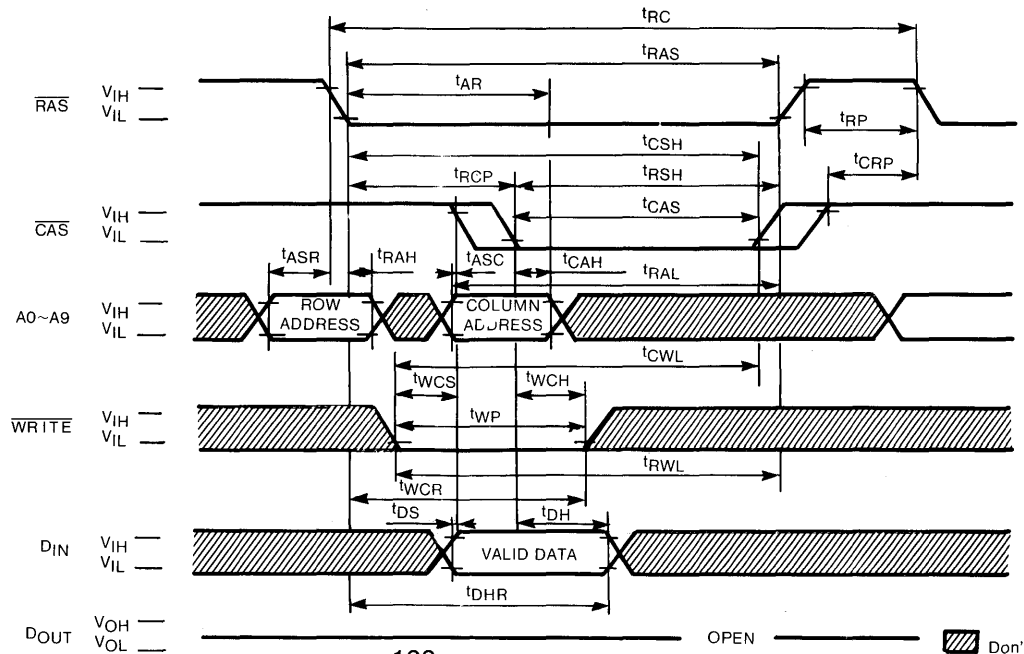 tRC
tRAS
tAR
RAS VIH
VIL
tRP
tCSH
tCRP
tRCP tRSH
CAS VIH
VIL
tCAS
tASR tRAH tASC tCAH
tRAL
A0~A9 VIH
VIL
ROW
ADDRESS
COLUMN
ADDRESS
tCWL
tWCS tWCH
WRITE VIH
VIL
tWP
tRWL
tWCR
tDS tDH
DIN VIH
VIL
VALID DATA
tDHR
DOUT VOH
VOL
OPEN
Don'